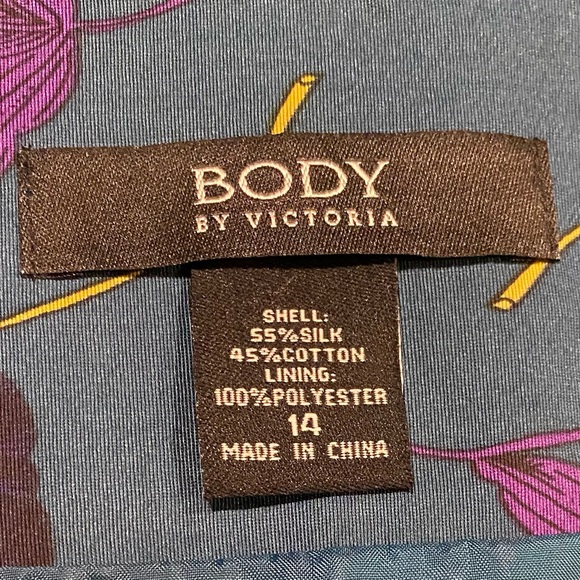 BODY
BY VICTORIA
SHELL:
55%SILK
45%COTTON
LINING:
100%POLYESTER
14
MADE IN CHINA